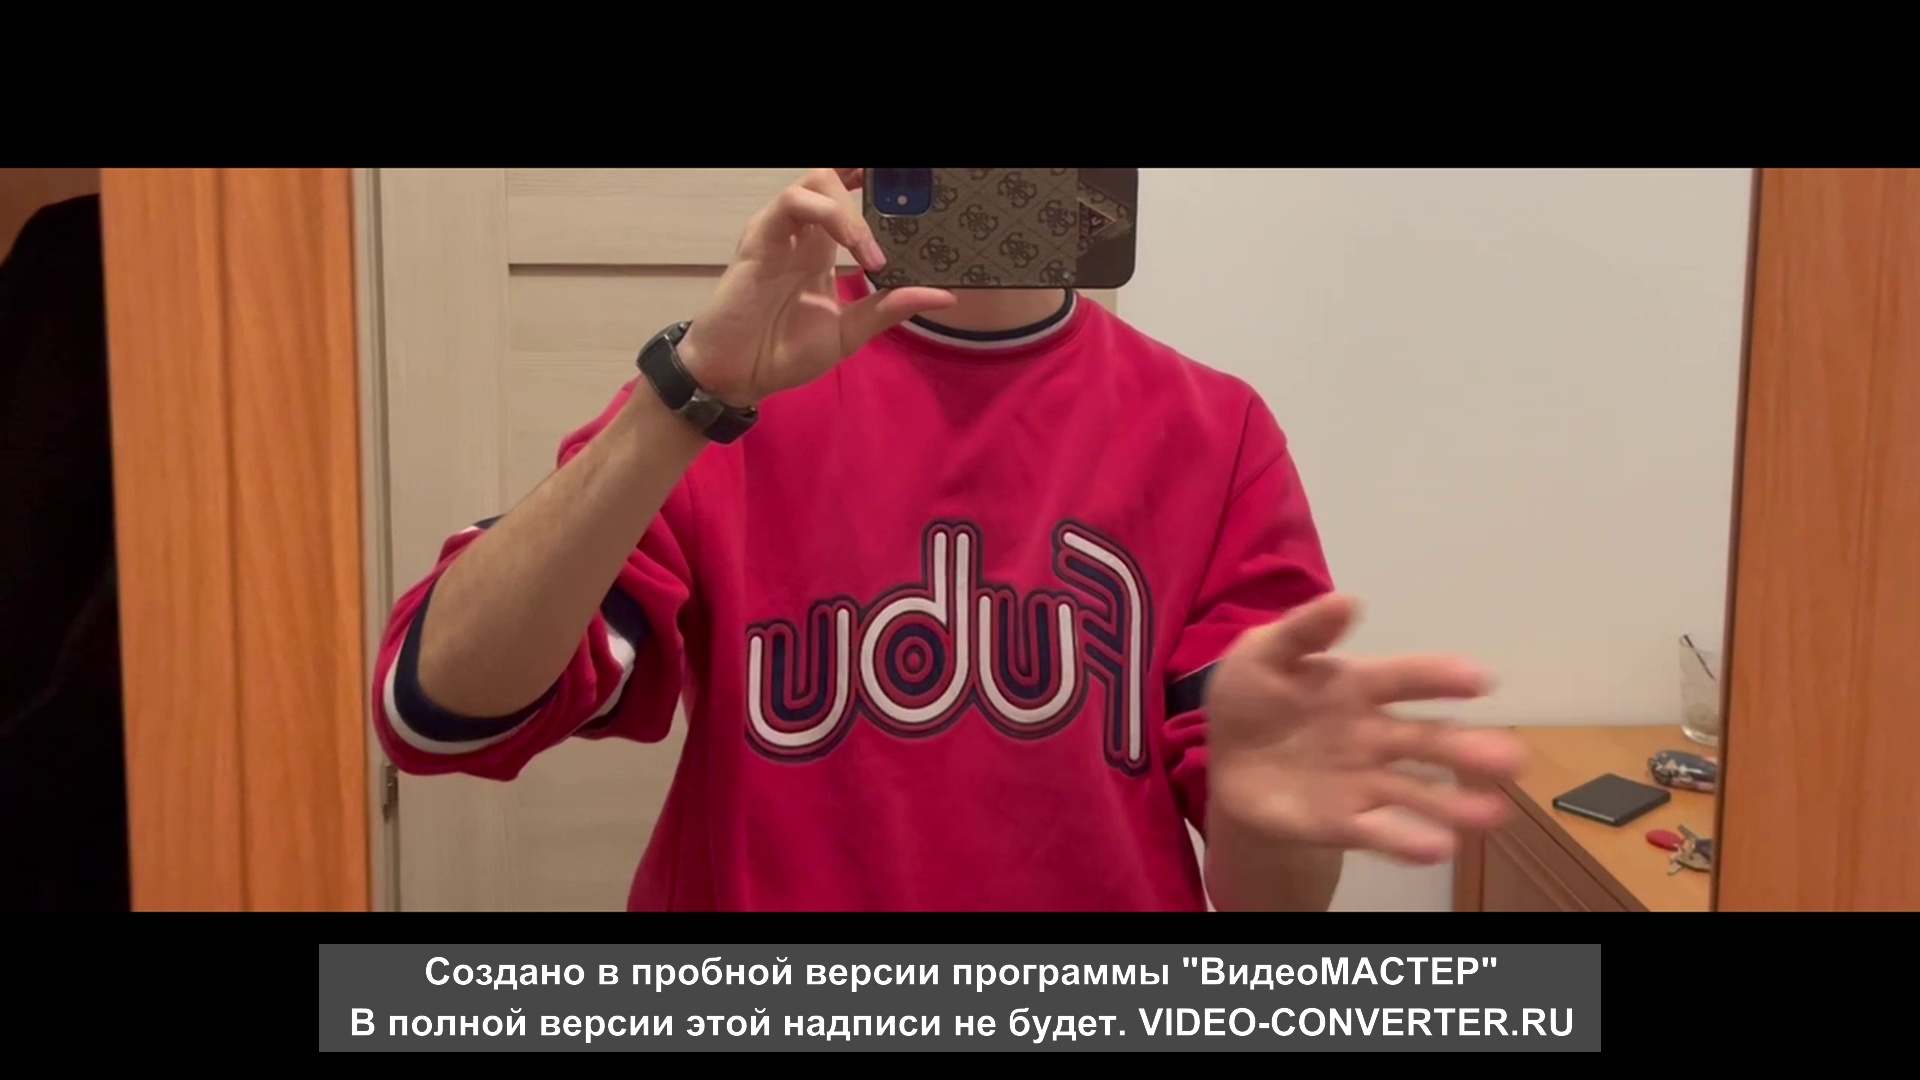 Fubu
Создано в пробной версии программы "ВидеоМАСТЕР"
В полной версии этой надписи не будет. VIDEO-CONVERTER.RU